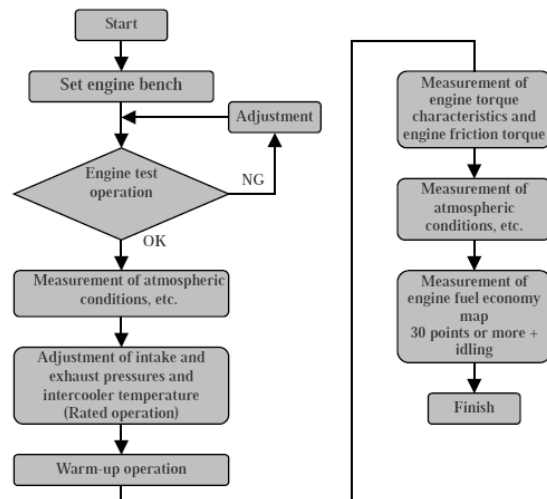 Start
Set engine bench
Adjustment
Engine test
operation
NG
OK
Measurement of atmospheric
conditions, etc.
Adjustment of intake and
exhaust pressures and
intercooler temperature
(Rated operation)
Warm-up operation
Measurement of
engine torque
characteristics and
engine friction torque
Measurement of
atmospheric
conditions, etc.
Measurement of
engine fuel economy
map
30 points or more +
idling
Finish